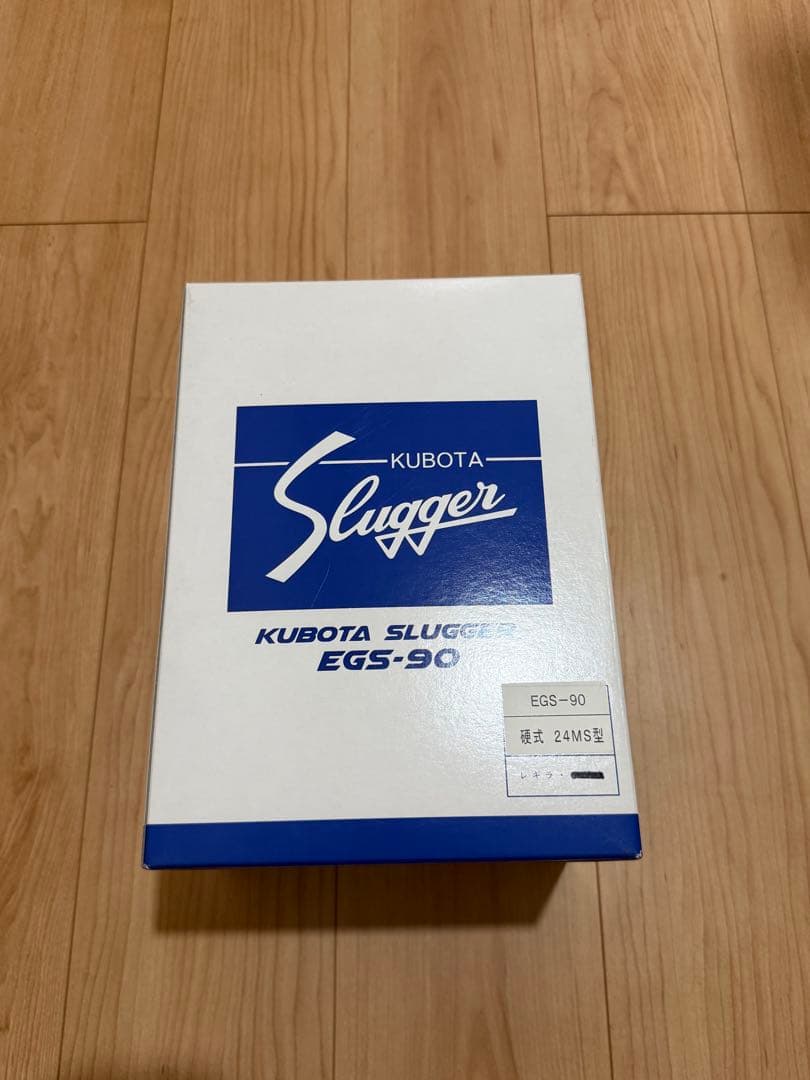 KUBOTA
Slugger
KUBOTA SLUGGER
EGS-90
EGS-90
硬式 24MS型
レギラ・